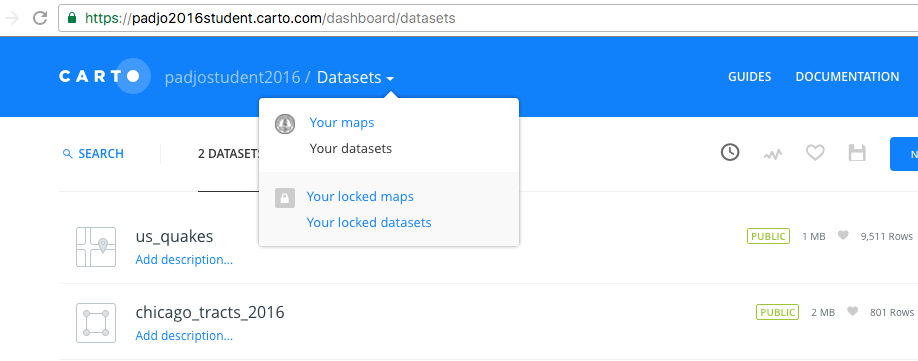 https://padjo2016student.carto.com/dashboard/datasets
CARTO padjostudent2016 / Datasets GUIDES DOCUMENTATION
Your maps
Your datasets
SEARCH 2 DATASETS N
Your locked maps
Your locked datasets
us_quakes PUBLIC 1 MB 9,511 Rows
Add description...
chicago_tracts_2016 PUBLIC 2 MB 801 Rows
Add description...